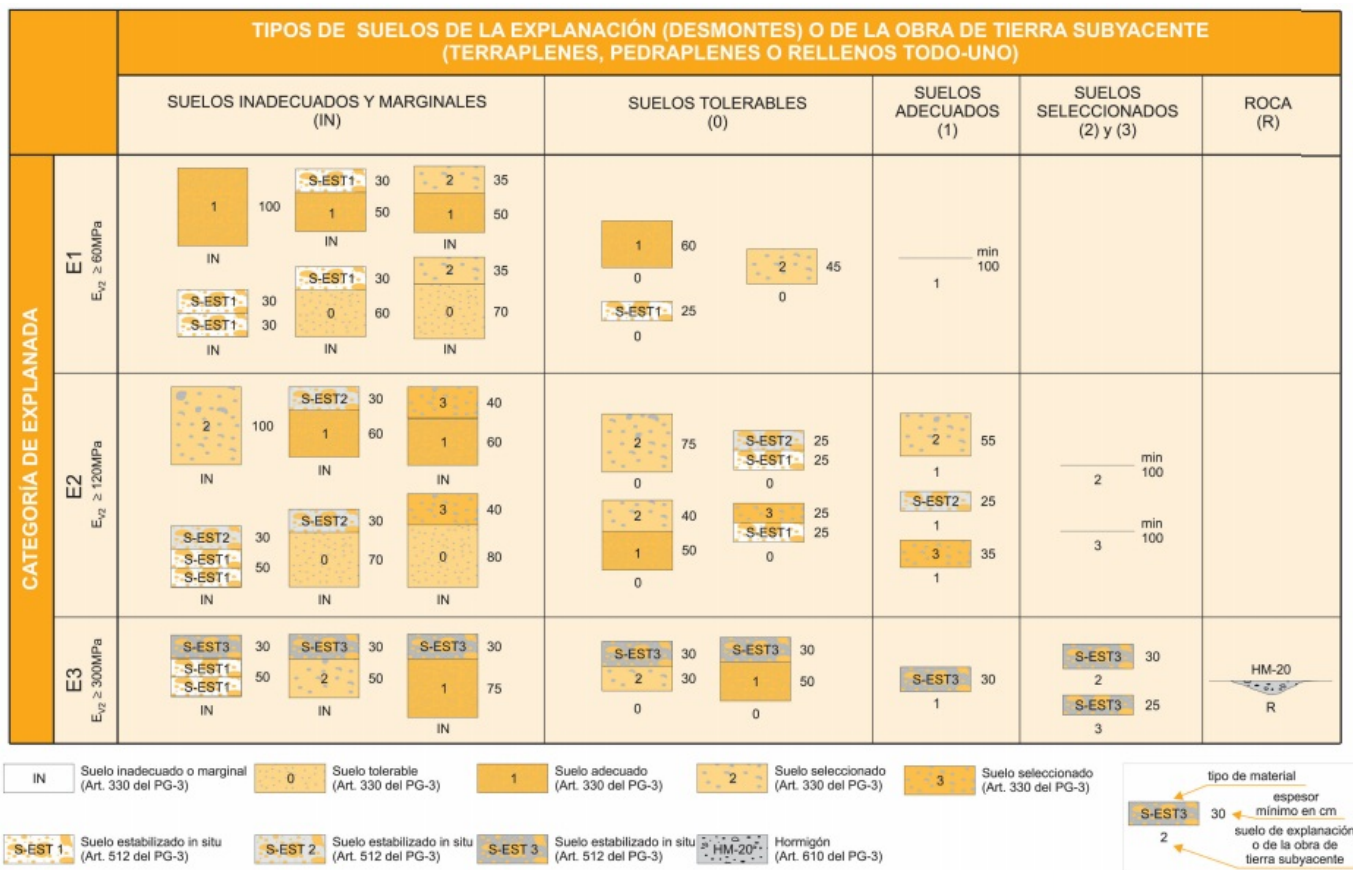 TIPOS DE SUELOS DE LA EXPLANACIÓN (DESMONTES) O DE LA OBRA DE TIERRA SUBYACENTE
(TERRAPLENES, PEDRAPLENES O RELLENOS TODO-UNO)
SUELOS INADECUADOS Y MARGINALES
(IN)
SUELOS TOLERABLES
(0)
SUELOS
ADECUADOS
(1)
SUELOS
SELECCIONADOS
(2) y (3)
ROCA
(R)
CATEGORÍA DE EXPLANADA
E1
EV2 ≥ 60MPa
1 100
IN
S-EST1 30
1 50
IN
2 35
1 50
IN
S-EST1 30
S-EST1 30
IN
S-EST1 30
0 60
IN
2 35
0 70
IN
1 60
0
2 45
0
S-EST1 25
0
min
100
1
E2
EV2 ≥ 120MPa
2 100
IN
S-EST2 30
1 60
IN
3 40
1 60
IN
S-EST2 30
S-EST1
50
S-EST1
IN
S-EST2 30
0 70
IN
3 40
0 80
IN
2 75
0
S-EST2 25
S-EST1 25
0
2 40
1 50
0
3 25
S-EST1 25
0
2 55
1
S-EST2 25
1
3 35
1
min
100
2
min
100
3
E3
EV2 ≥ 300MPa
S-EST3 30
S-EST1
50
S-EST1
IN
S-EST3 30
2 50
IN
S-EST3 30
1 75
IN
S-EST3 30
2 30
0
S-EST3 30
1 50
0
S-EST3 30
1
S-EST3 30
2
S-EST3 25
3
HM-20
R
IN Suelo inadecuado o marginal
(Art. 330 del PG-3)
0 Suelo tolerable
(Art. 330 del PG-3)
1 Suelo adecuado
(Art. 330 del PG-3)
2 Suelo seleccionado
(Art. 330 del PG-3)
3 Suelo seleccionado
(Art. 330 del PG-3)
S-EST 1 Suelo estabilizado in situ
(Art. 512 del PG-3)
S-EST 2 Suelo estabilizado in situ
(Art. 512 del PG-3)
S-EST 3 Suelo estabilizado in situ
(Art. 512 del PG-3)
HM-20 Hormigón
(Art. 610 del PG-3)
tipo de material
S-EST3 30
espesor
mínimo en cm
2
suelo de explanación
o de la obra de
tierra subyacente